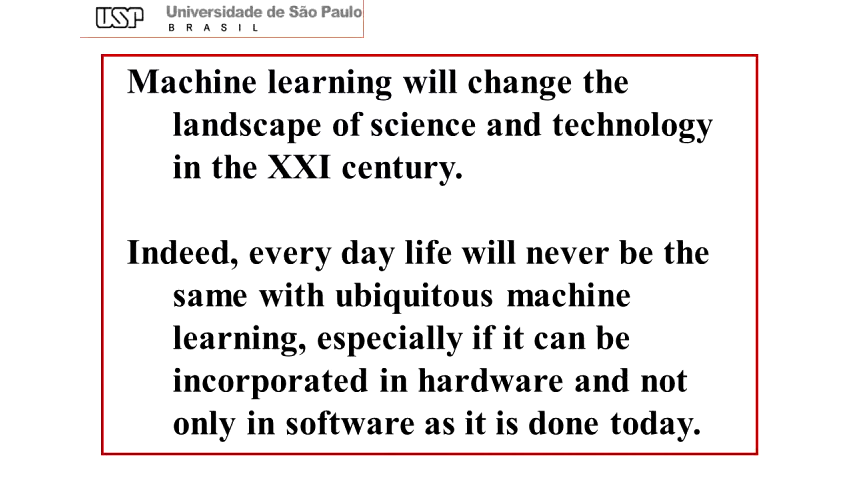 USP Universidade de São Paulo
BRASIL
Machine learning will change the
landscape of science and technology
in the XXI century.
Indeed, every day life will never be the
same with ubiquitous machine
learning, especially if it can be
incorporated in hardware and not
only in software as it is done today.